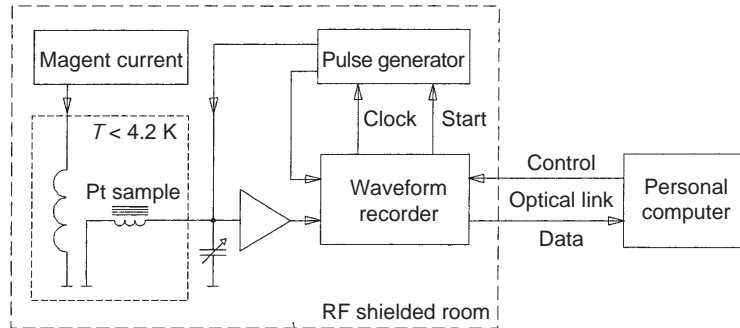 Magent current
Pulse generator
T < 4.2 K
Clock
Start
Pt sample
Waveform
recorder
Control
Optical link
Data
Personal
computer
RF shielded room